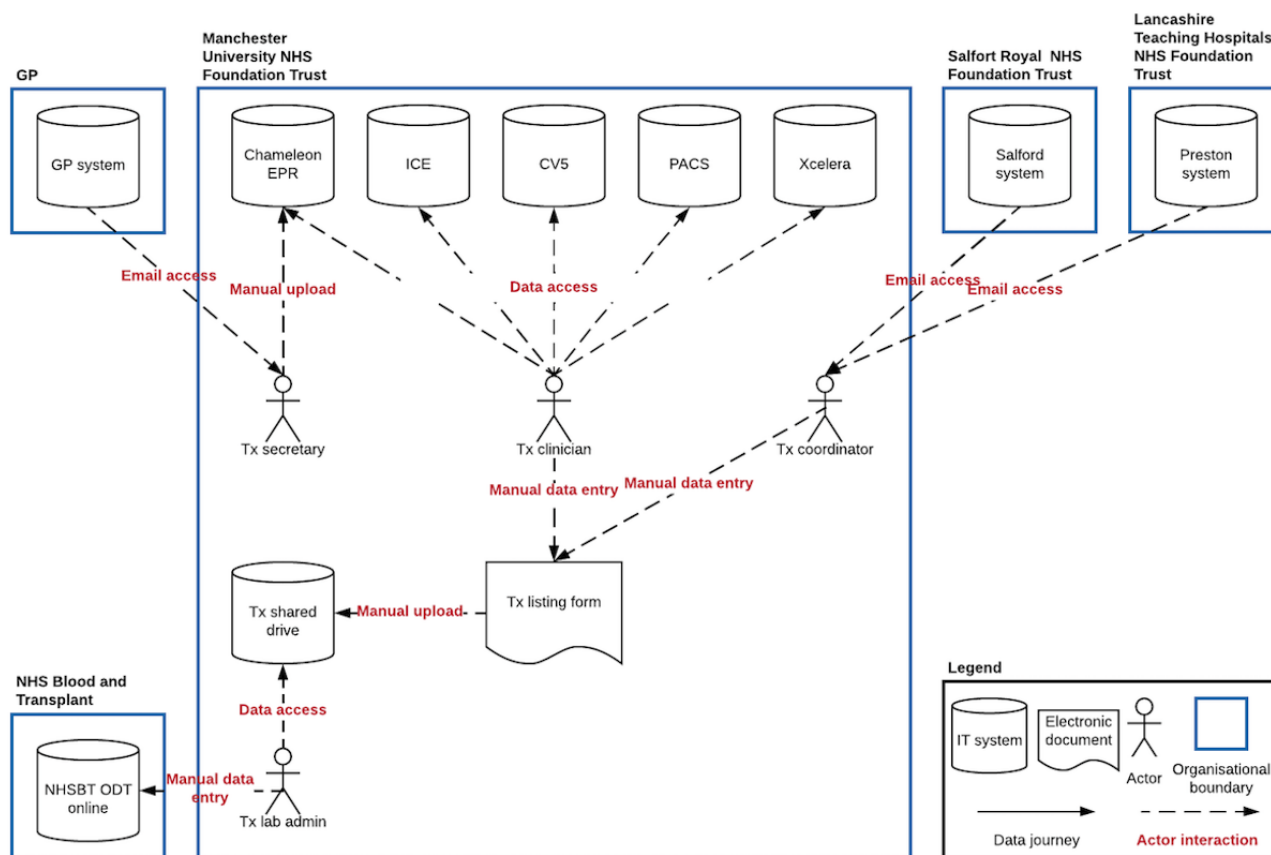 Manchester
University NHS
Foundation Trust
Salfort Royal NHS
Foundation Trust
Lancashire
Teaching Hospitals
NHS Foundation
Trust
GP
GP system
Chameleon
EPR
ICE
CV5
PACS
Xcelera
Salford
system
Preston
system
Email access
Manual upload
Data access
Email access
Email access
Tx secretary
Tx clinician
Tx coordinator
Manual data entry
Manual data entry
Tx shared
drive
Manual upload
Tx listing form
NHS Blood and
Transplant
Data access
NHSBT ODT
online
Manual data
entry
Tx lab admin
Legend
IT system
Electronic
document
Actor
Organisational
boundary
Data journey
Actor interaction